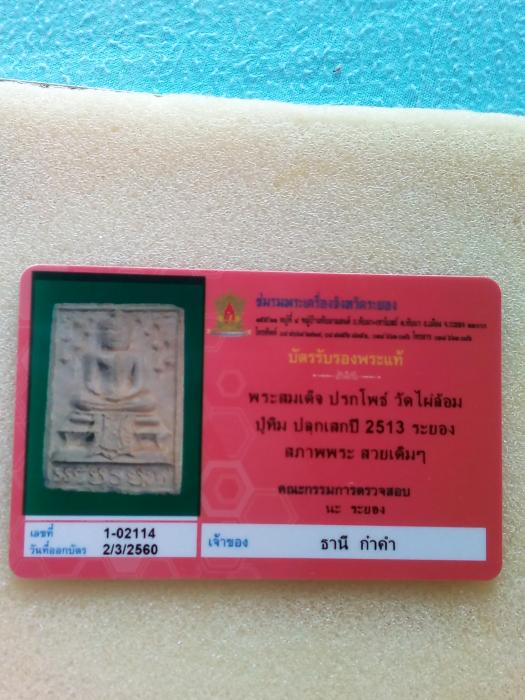 ชมรมพระเครื่องจังหวัดระยอง
บัตรรับรองพระแท้
พระสมเด็จ ปรกโพธ์ วัดไผ่ล้อม
ปู่ทิม ปลุกเสกปี 2513 ระยอง
สภาพพระ สวยเดิมๆ
คณะกรรมการตรวจสอบ
นะ ระยอง
เลขที่ 1-02114
วันที่ออกบัตร 2/3/2560
เจ้าของ ธานี กำคำ